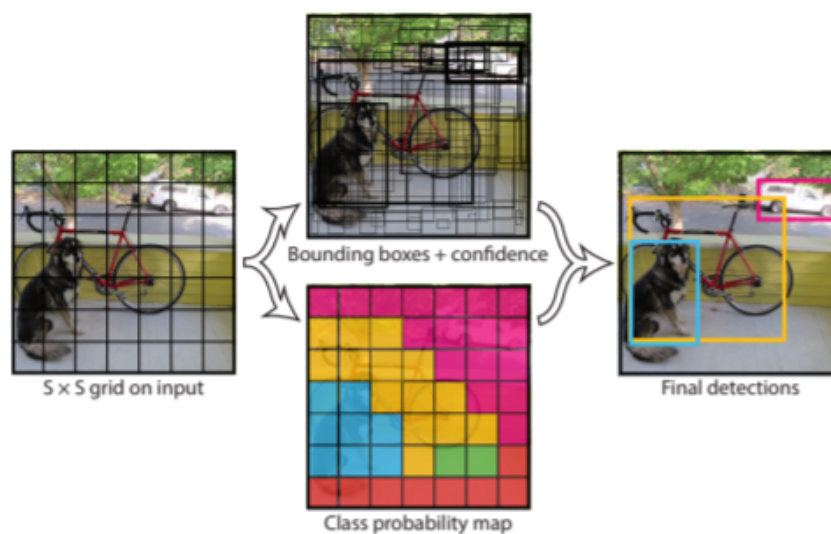 Bounding boxes + confidence
S × S grid on input
Final detections
Class probability map